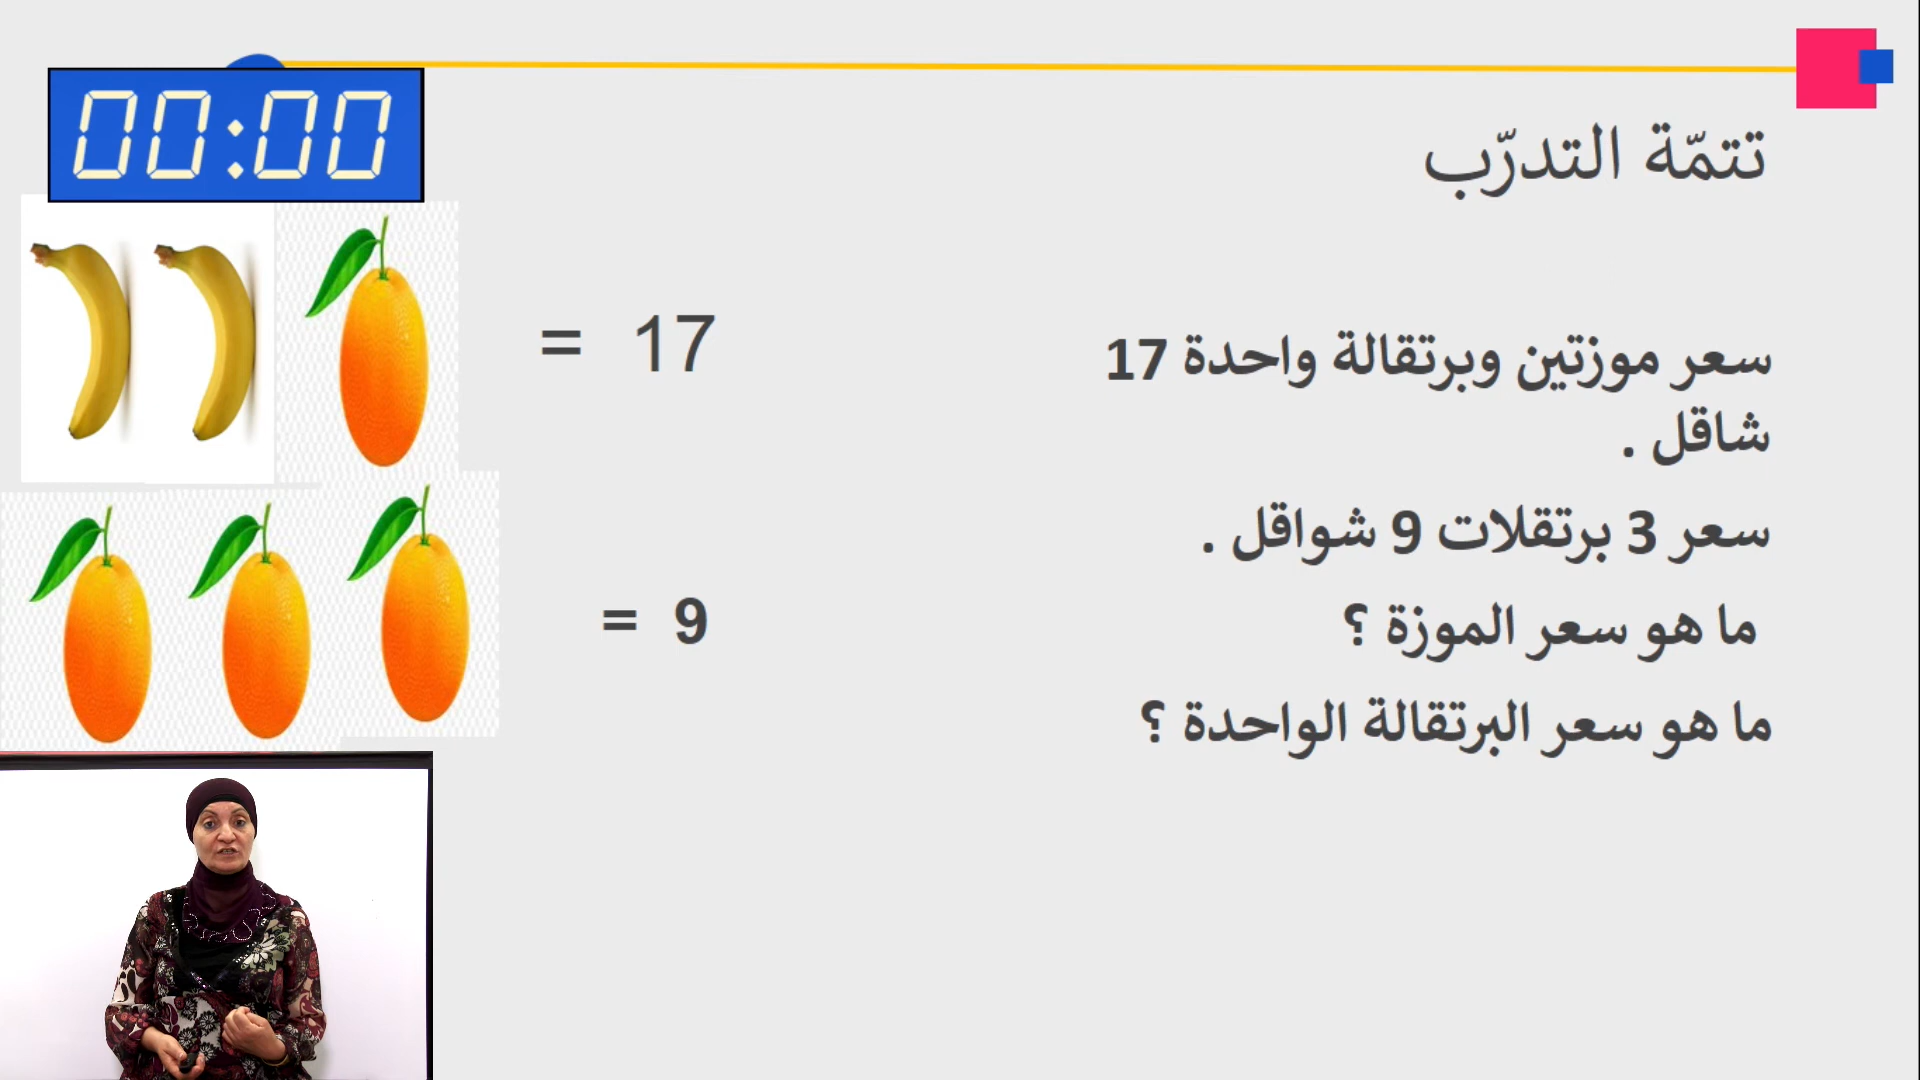 00:00
تتمّة التدرّب
= 17
سعر موزتين وبرتقالة واحدة 17
شاقل .
سعر 3 برتقلات 9 شواقل .
= 9
ما هو سعر الموزة ؟
ما هو سعر البرتقالة الواحدة ؟